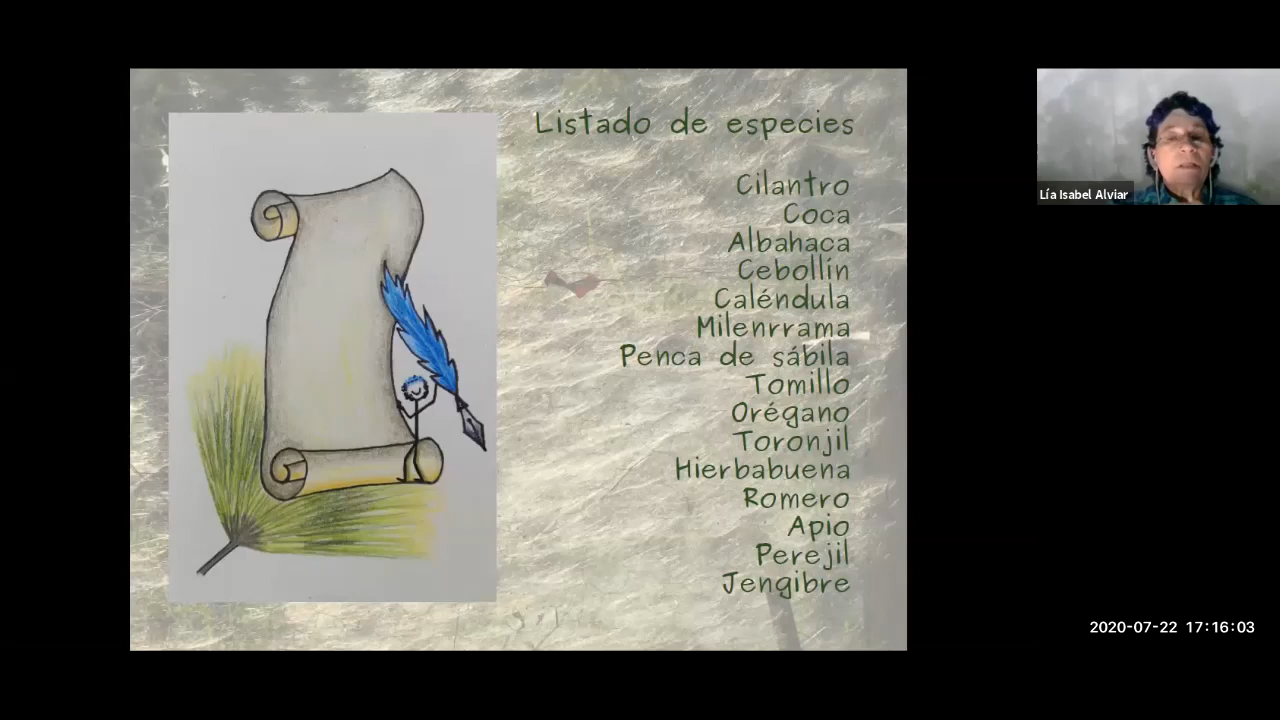 Listado de especies
Cilantro
Coca
Albahaca
Cebollín
Caléndula
Milenrrama
Penca de sábila
Tomillo
Orégano
Toronjil
Hierbabuena
Romero
Apio
Perejil
Jengibre
Lía Isabel Alviar
2020-07-22 17:16:03